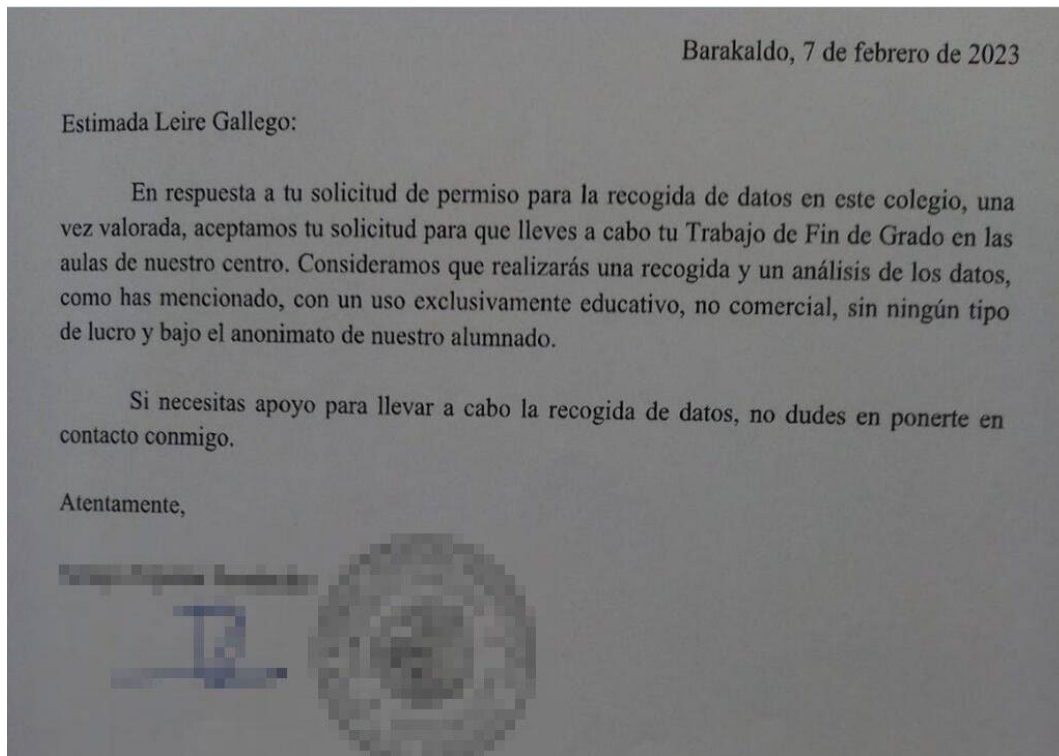 Barakaldo, 7 de febrero de 2023
Estimada Leire Gallego:
En respuesta a tu solicitud de permiso para la recogida de datos en este colegio, una
vez valorada, aceptamos tu solicitud para que lleves a cabo tu Trabajo de Fin de Grado en las
aulas de nuestro centro. Consideramos que realizarás una recogida y un análisis de los datos,
como has mencionado, con un uso exclusivamente educativo, no comercial, sin ningún tipo
de lucro y bajo el anonimato de nuestro alumnado.
Si necesitas apoyo para llevar a cabo la recogida de datos, no dudes en ponerte en
contacto conmigo.
Atentamente,